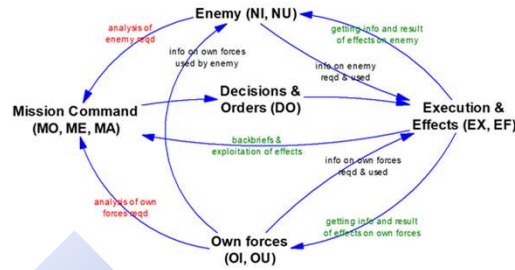 Enemy (NI, NU)
analysis of
enemy reqd
getting info and result
of effects on enemy
info on own forces
used by enemy
info on enemy
reqd & used
Decisions &
Orders (DO)
Mission Command
(MO, ME, MA)
Execution &
Effects (EX, EF)
backbriefs &
exploitation of effects
info on own forces
reqd & used
analysis of own
forces reqd
getting info and result
of effects on own forces
Own forces
(OI, OU)